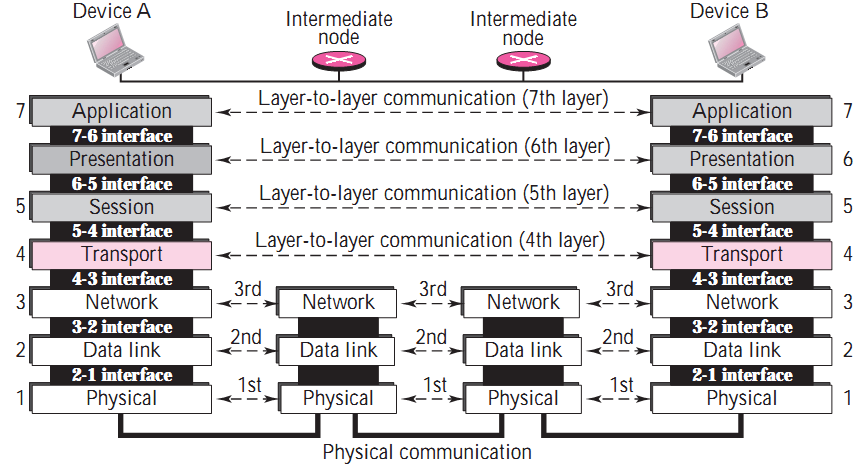 Device A
Intermediate
node
Intermediate
node
Device B
7 Application Layer-to-layer communication (7th layer) Application 7
7-6 interface 7-6 interface
Presentation Layer-to-layer communication (6th layer) Presentation 6
6-5 interface 6-5 interface
5 Session Layer-to-layer communication (5th layer) Session 5
5-4 interface 5-4 interface
4 Transport Layer-to-layer communication (4th layer) Transport 4
4-3 interface 4-3 interface
3 Network 3rd Network 3rd Network 3rd Network 3
3-2 interface 3-2 interface
2 Data link 2nd Data link 2nd Data link 2nd Data link 2
2-1 interface 2-1 interface
1 Physical 1st Physical 1st Physical 1st Physical 1
Physical communication